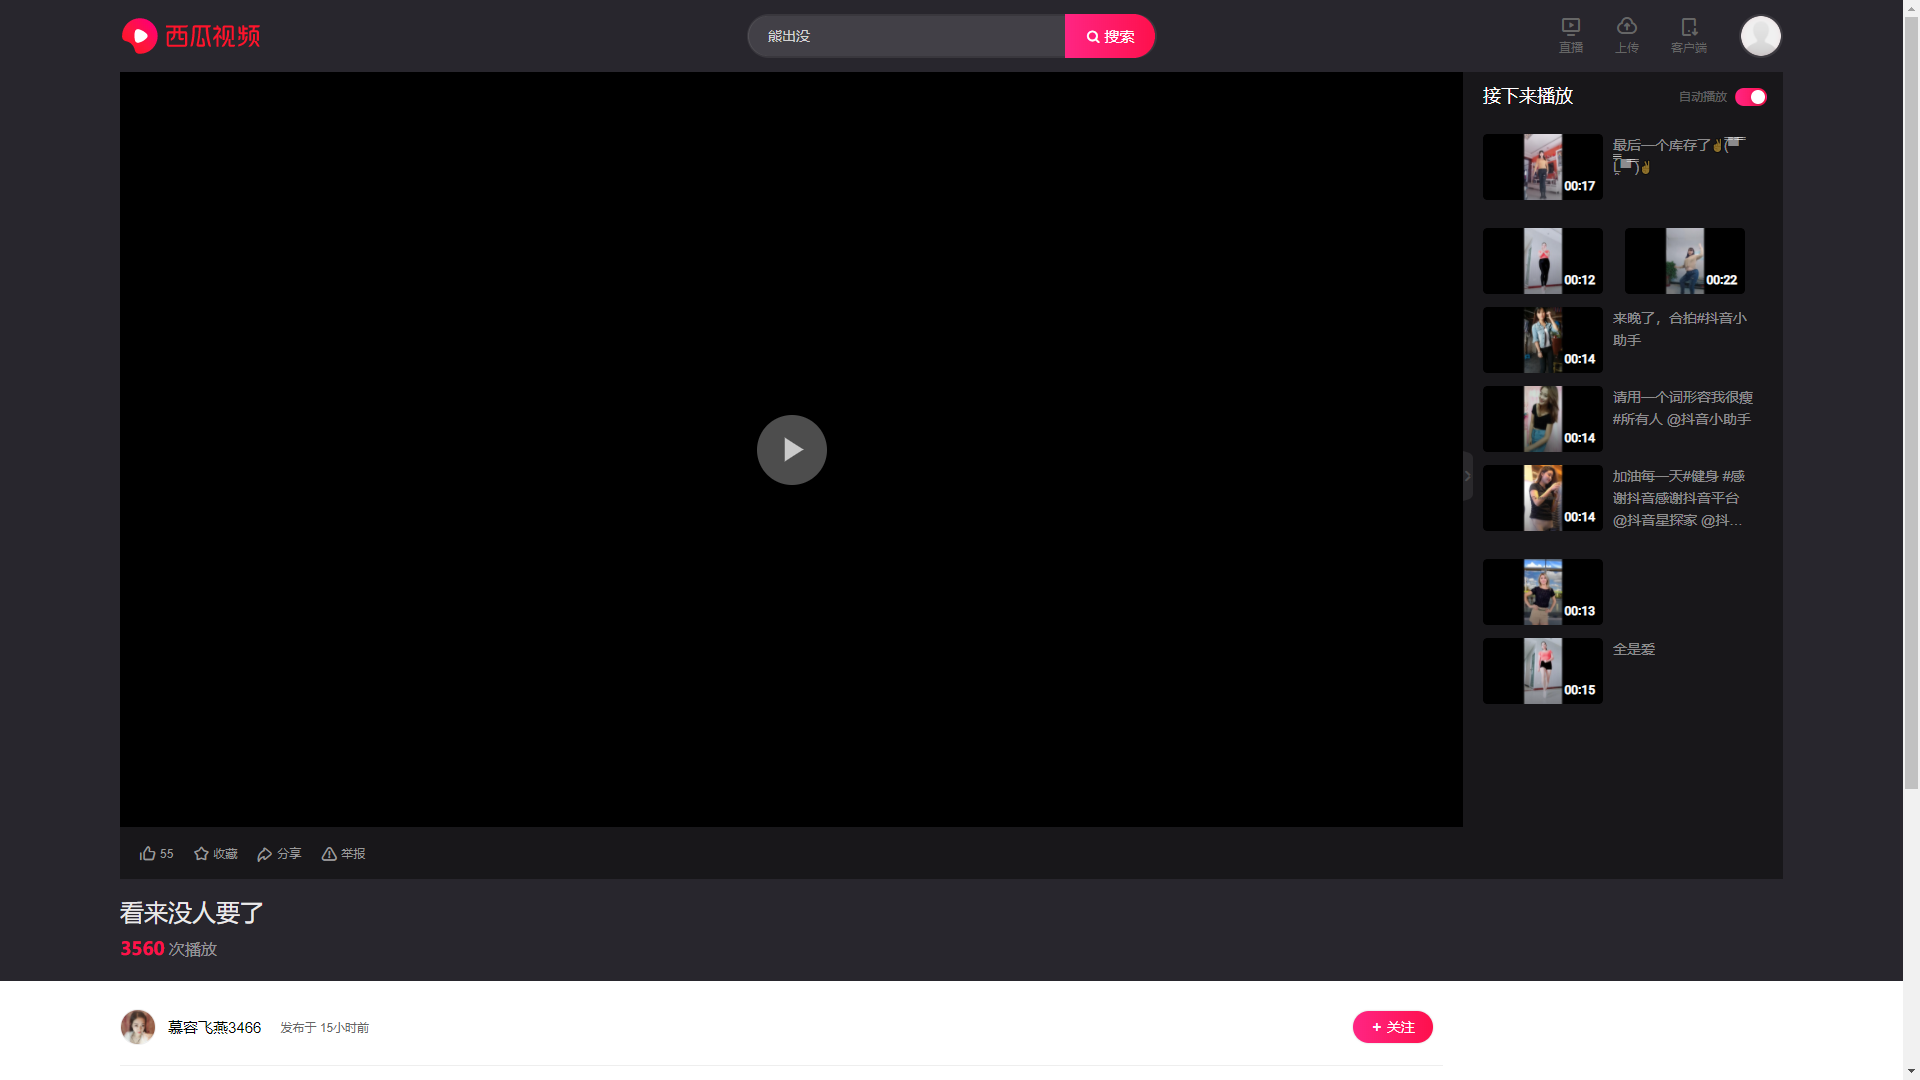 西瓜视频
熊出没
搜索
直播
上传
客户端
接下来播放
自动播放
00:17
最后一个库存了✌
00:12
00:22
00:14
来晚了，合拍#抖音小
助手
00:14
请用一个词形容我很瘦
#所有人 @抖音小助手
00:14
加油每一天#健身 #感
谢抖音感谢抖音平台
@抖音星探家 @抖...
00:13
00:15
全是爱
55
收藏
分享
举报
看来没人要了
3560 次播放
慕容飞燕3466
发布于 15小时前
+ 关注